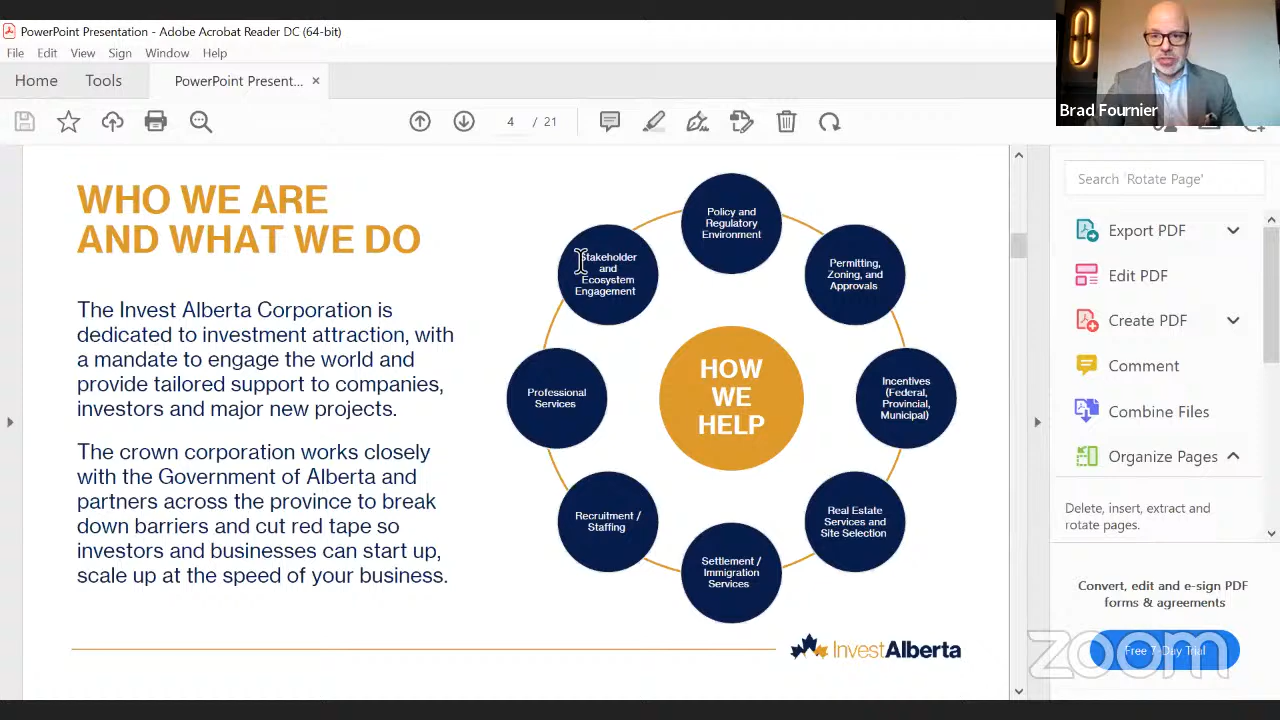 PowerPoint Presentation - Adobe Acrobat Reader DC (64-bit)
File Edit View Sign Window Help
Home Tools PowerPoint Present... ×
4 / 21
Brad Fournier
WHO WE ARE
AND WHAT WE DO
The Invest Alberta Corporation is
dedicated to investment attraction, with
a mandate to engage the world and
provide tailored support to companies,
investors and major new projects.
The crown corporation works closely
with the Government of Alberta and
partners across the province to break
down barriers and cut red tape so
investors and businesses can start up,
scale up at the speed of your business.
HOW
WE
HELP
Policy and
Regulatory
Environment
Permitting,
Zoning, and
Approvals
Incentives
(Federal,
Provincial,
Municipal)
Real Estate
Services and
Site Selection
Settlement /
Immigration
Services
Recruitment /
Staffing
Professional
Services
Stakeholder
and
Ecosystem
Engagement
InvestAlberta
Search 'Rotate Page'
Export PDF
Edit PDF
Create PDF
Comment
Combine Files
Organize Pages
Delete, insert, extract and
rotate pages.
Convert, edit and e-sign PDF
forms & agreements
Free 7-Day Trial
zoom